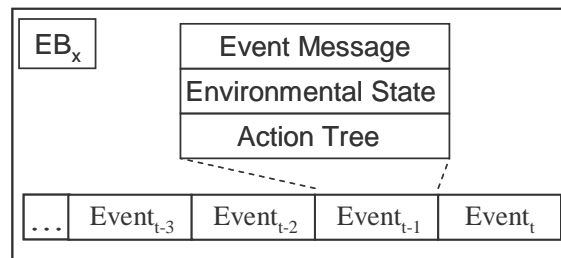 EBx
Event Message
Environmental State
Action Tree
... Eventt-3 Eventt-2 Eventt-1 Eventt